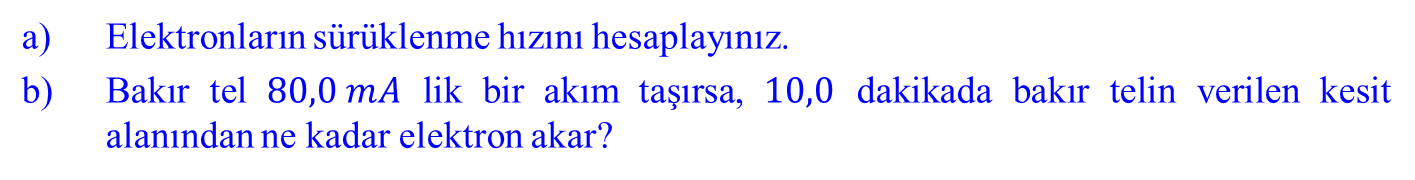 a) Elektronların sürüklenme hızını hesaplayınız.
b) Bakır tel 80,0 mA lik bir akım taşırsa, 10,0 dakikada bakır telin verilen kesit
alanından ne kadar elektron akar?